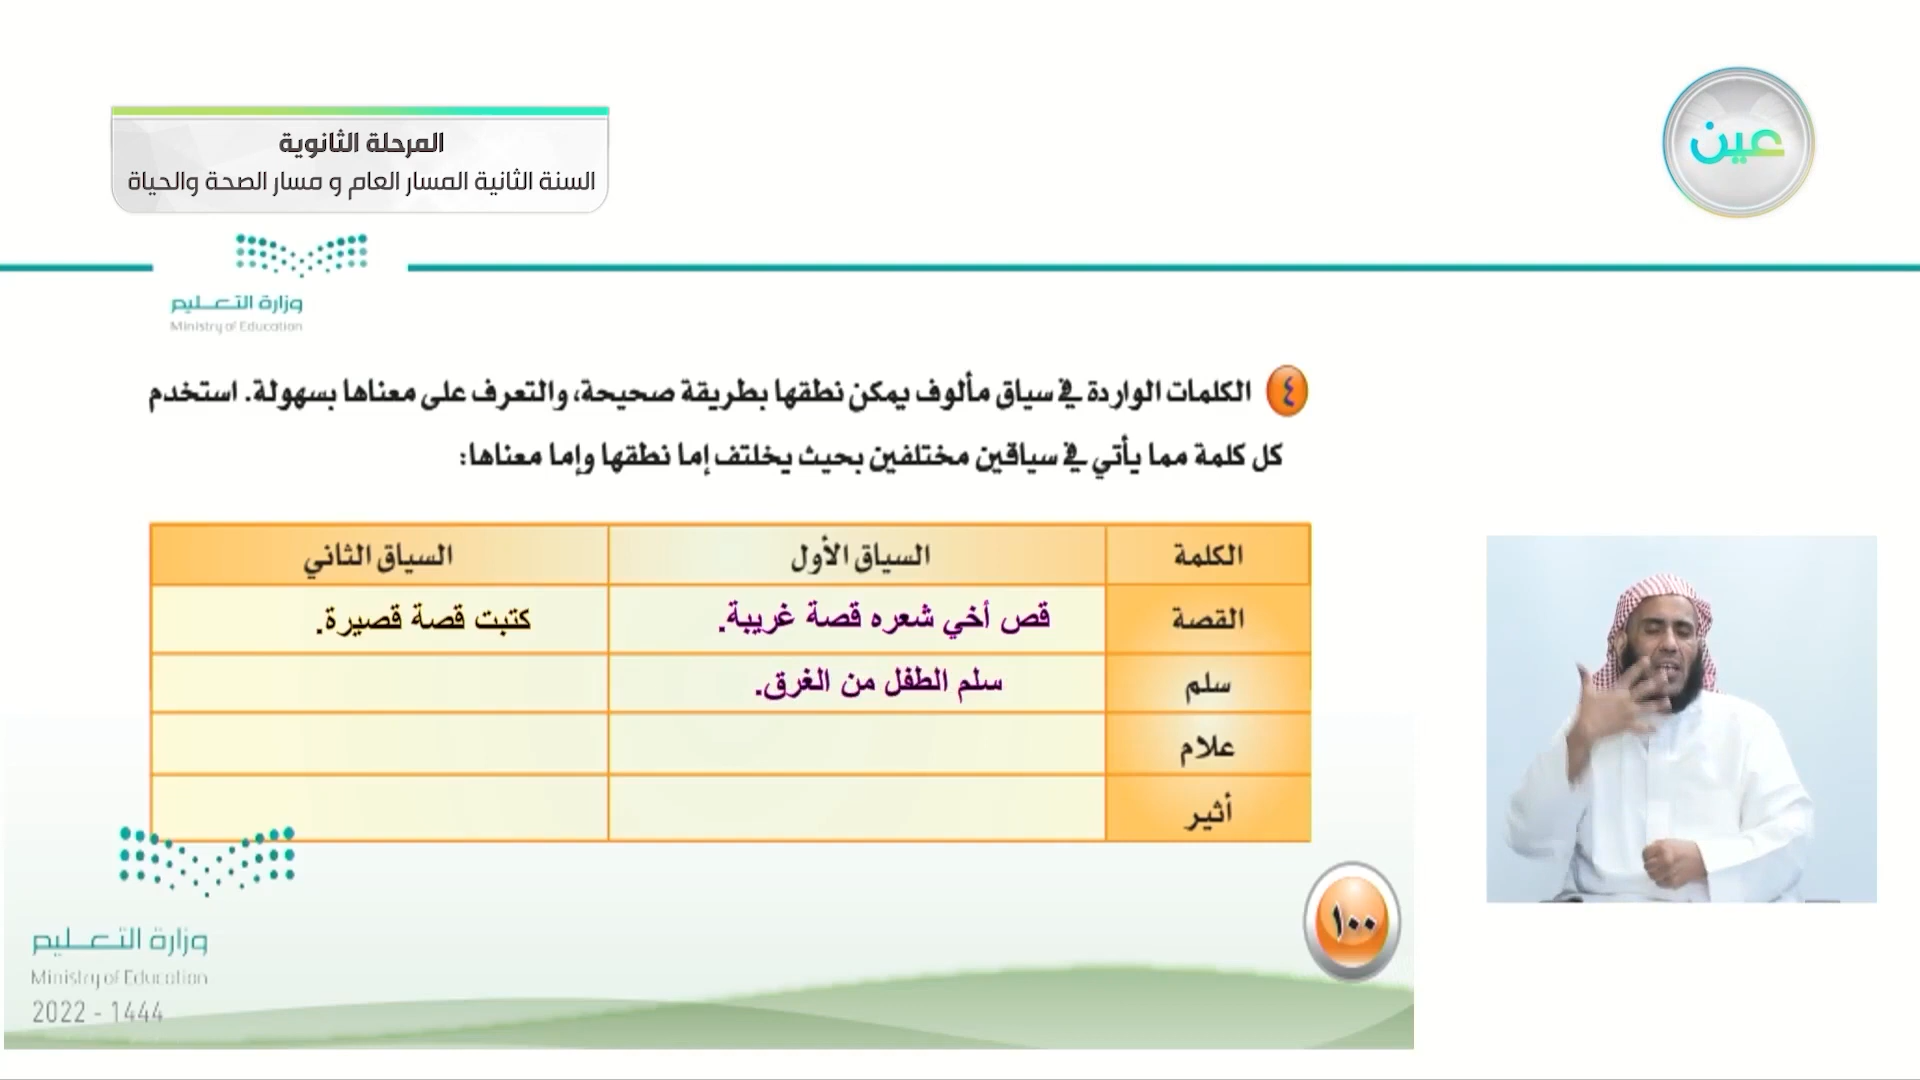 المرحلة الثانوية
السنة الثانية المسار العام و مسار الصحة والحياة
عين
وزارة التعليم
Ministry of Education
٤ الكلمات الواردة في سياق مألوف يمكن نطقها بطريقة صحيحة، والتعرف على معناها بسهولة. استخدم
كل كلمة مما يأتي في سياقين مختلفين بحيث يختلف إما نطقها وإما معناها:
الكلمة السياق الأول السياق الثاني
القصة قص أخي شعره قصة غريبة. كتبت قصة قصيرة.
سلم سلم الطفل من الغرق.
علام
أثير
١٠٠
وزارة التعليم
Ministry of Education
2022 - 1444